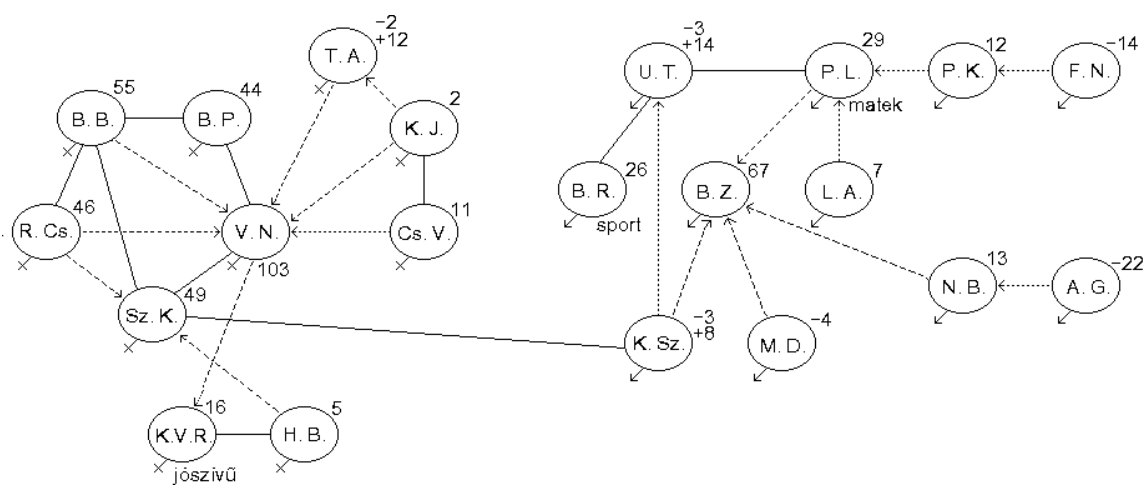 −2
+12
T. A.
55
B. B.
44
B. P.
2
K. J.
46
R. Cs.
V. N.
103
11
Cs. V.
49
Sz. K.
16
K.V.R.
jószívű
5
H. B.
−3
+14
U. T.
29
P. L.
matek
12
P. K.
−14
F. N.
26
B. R.
sport
67
B. Z.
7
L. A.
13
N. B.
−22
A. G.
−3
+8
K. Sz.
−4
M. D.